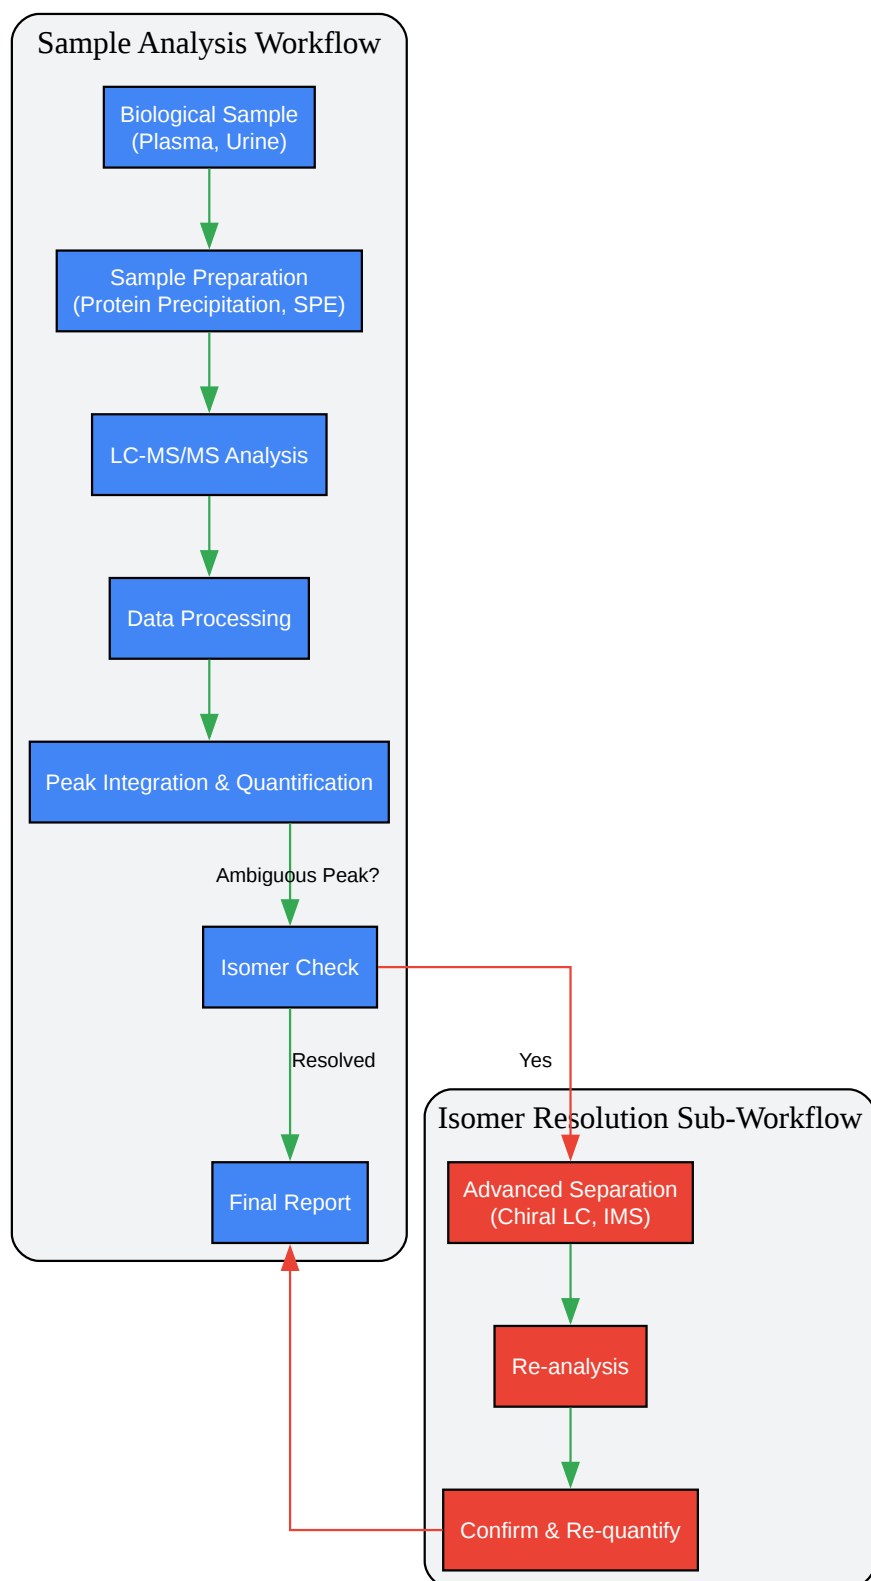 Sample Analysis Workflow
Biological Sample
(Plasma, Urine)
Sample Preparation
(Protein Precipitation, SPE)
LC-MS/MS Analysis
Data Processing
Peak Integration & Quantification
Ambiguous Peak?
Isomer Check
Resolved
Yes
Isomer Resolution Sub-Workflow
Final Report
Advanced Separation
(Chiral LC, IMS)
Re-analysis
Confirm & Re-quantify